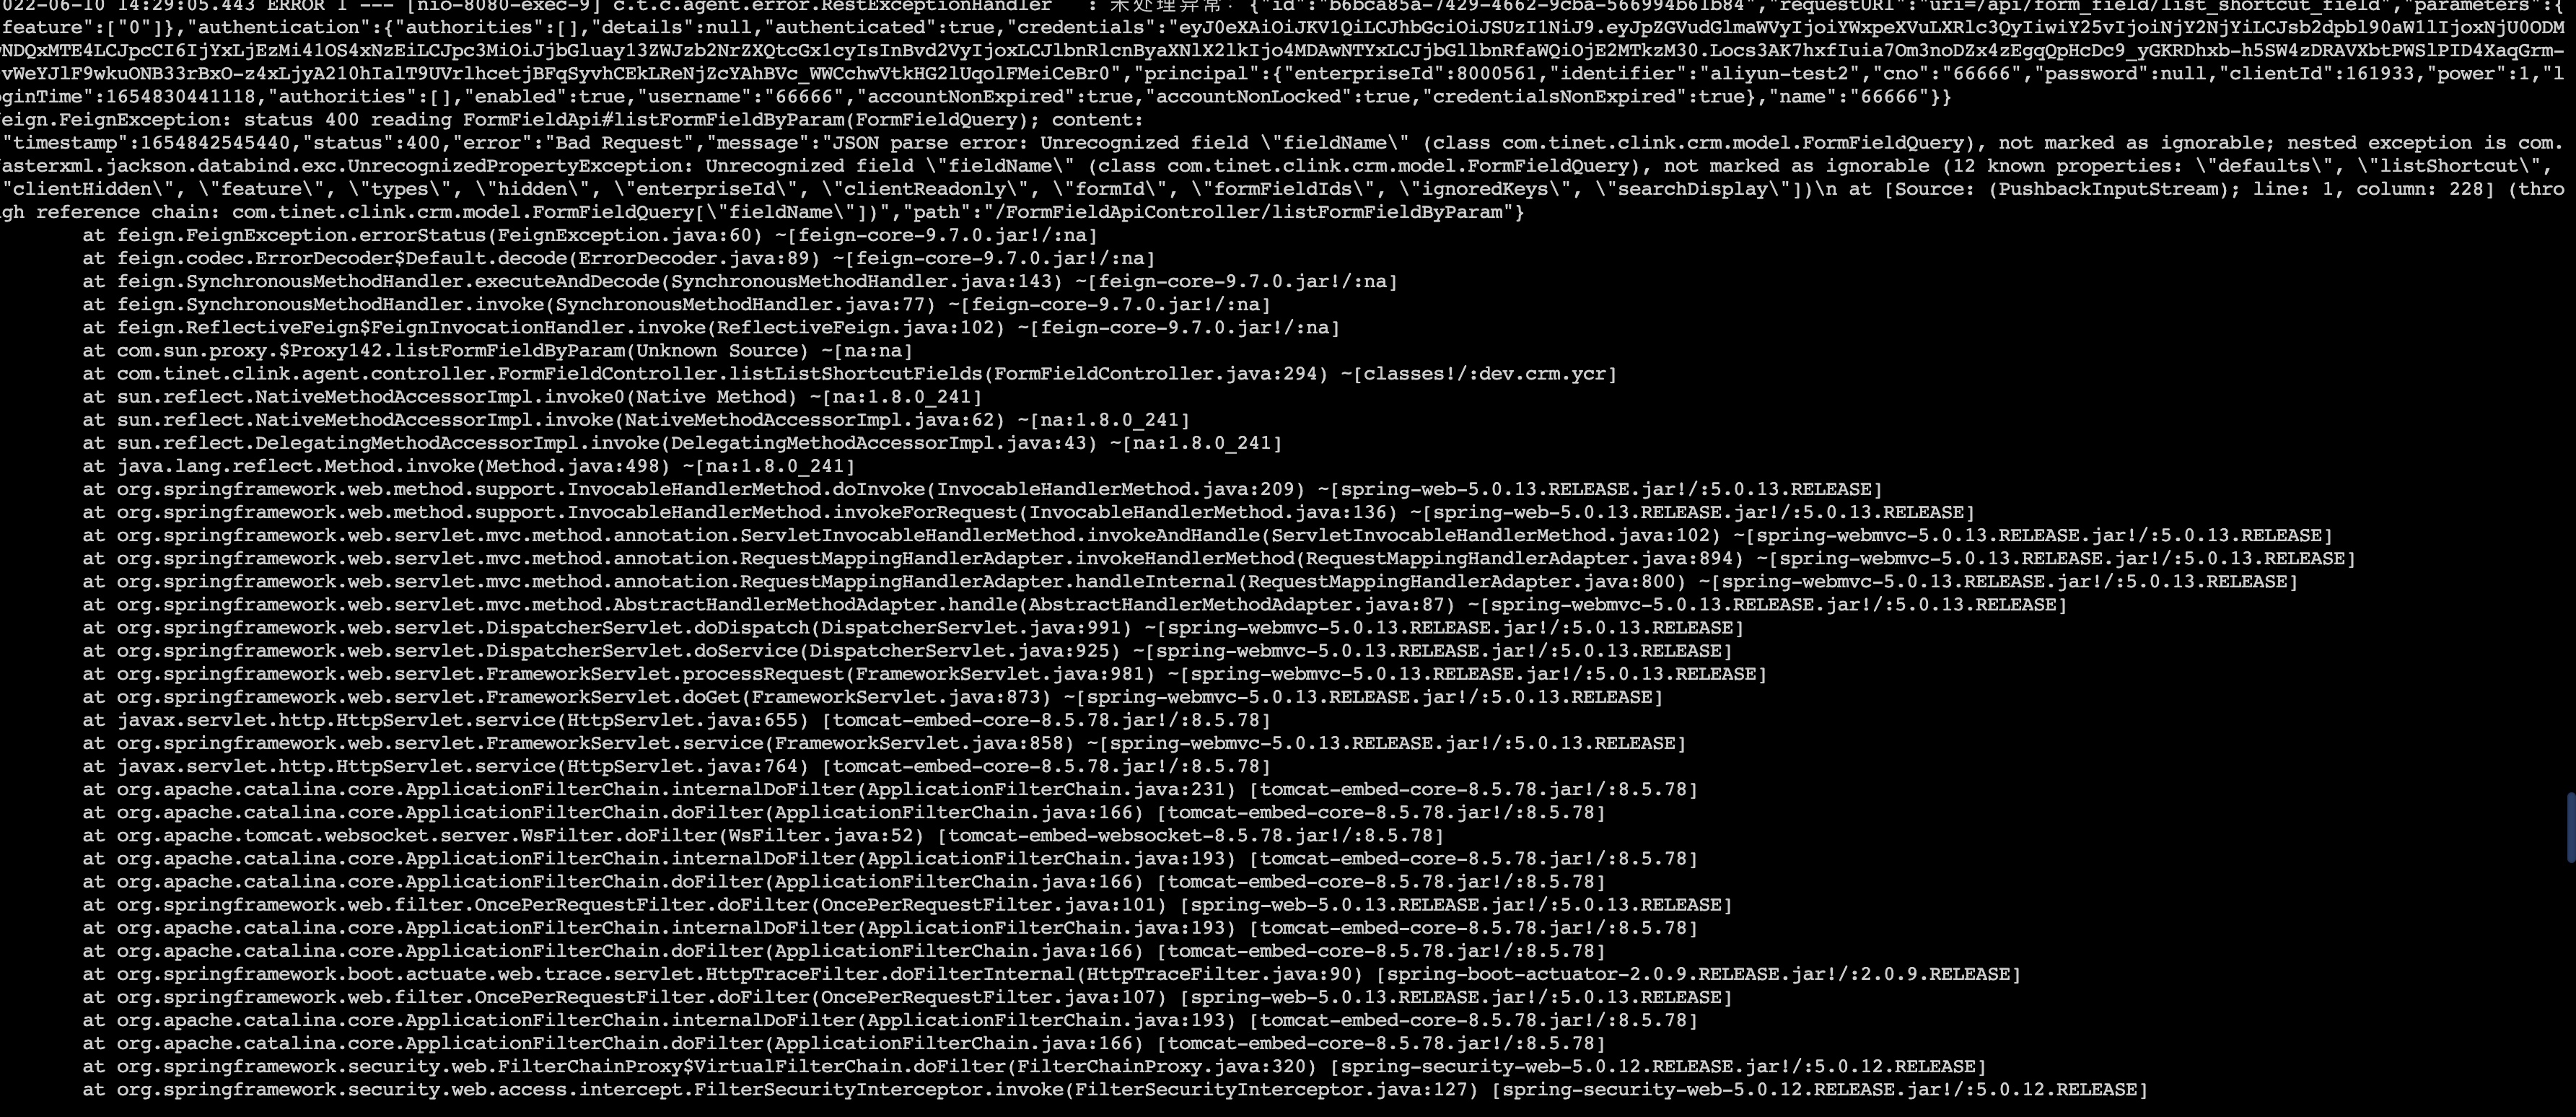 022-06-10 14:29:05.443 ERROR 1 --- [nio-8080-exec-9] c.t.c.agent.error.RestExceptionHandler   : 未处理异常: {"id":"b6bca85a-7429-4662-9cba-566994b61b84","requestURI":"uri=/api/form_field/list_shortcut_field","parameters":{
feature":["0"]},"authentication":{"authorities":[],"details":null,"authenticated":true,"credentials":
"principal":{"enterpriseId":8000561,"identifier":"aliyun-test2","cno":"66666","password":null,"clientId":161933,"power":1,"l
oginTime":1654830441118,"authorities":[],"enabled":true,"username":"66666","accountNonExpired":true,"accountNonLocked":true,"credentialsNonExpired":true},"name":"66666"}}
eign.FeignException: status 400 reading FormFieldApi#listFormFieldByParam(FormFieldQuery); content:
"timestamp":1654842545440,"status":400,"error":"Bad Request","message":"JSON parse error: Unrecognized field \"fieldName\" (class com.tinet.clink.crm.model.FormFieldQuery), not marked as ignorable; nested exception is com.
asterxml.jackson.databind.exc.UnrecognizedPropertyException: Unrecognized field \"fieldName\" (class com.tinet.clink.crm.model.FormFieldQuery), not marked as ignorable (12 known properties: \"defaults\", \"listShortcut\",
"clientHidden\", \"feature\", \"types\", \"hidden\", \"enterpriseId\", \"clientReadonly\", \"formId\", \"formFieldIds\", \"ignoredKeys\", \"searchDisplay\"])\n at [Source: (PushbackInputStream); line: 1, column: 228] (thro
gh reference chain: com.tinet.clink.crm.model.FormFieldQuery[\"fieldName\"])","path":"/FormFieldApiController/listFormFieldByParam"}
at feign.FeignException.errorStatus(FeignException.java:60) ~[feign-core-9.7.0.jar!/:na]
at feign.codec.ErrorDecoder$Default.decode(ErrorDecoder.java:89) ~[feign-core-9.7.0.jar!/:na]
at feign.SynchronousMethodHandler.executeAndDecode(SynchronousMethodHandler.java:143) ~[feign-core-9.7.0.jar!/:na]
at feign.SynchronousMethodHandler.invoke(SynchronousMethodHandler.java:77) ~[feign-core-9.7.0.jar!/:na]
at feign.ReflectiveFeign$FeignInvocationHandler.invoke(ReflectiveFeign.java:102) ~[feign-core-9.7.0.jar!/:na]
at com.sun.proxy.$Proxy142.listFormFieldByParam(Unknown Source) ~[na:na]
at com.tinet.clink.agent.controller.FormFieldController.listListShortcutFields(FormFieldController.java:294) ~[classes!/:dev.crm.ycr]
at sun.reflect.NativeMethodAccessorImpl.invoke0(Native Method) ~[na:1.8.0_241]
at sun.reflect.NativeMethodAccessorImpl.invoke(NativeMethodAccessorImpl.java:62) ~[na:1.8.0_241]
at sun.reflect.DelegatingMethodAccessorImpl.invoke(DelegatingMethodAccessorImpl.java:43) ~[na:1.8.0_241]
at java.lang.reflect.Method.invoke(Method.java:498) ~[na:1.8.0_241]
at org.springframework.web.method.support.InvocableHandlerMethod.doInvoke(InvocableHandlerMethod.java:209) ~[spring-web-5.0.13.RELEASE.jar!/:5.0.13.RELEASE]
at org.springframework.web.method.support.InvocableHandlerMethod.invokeForRequest(InvocableHandlerMethod.java:136) ~[spring-web-5.0.13.RELEASE.jar!/:5.0.13.RELEASE]
at org.springframework.web.servlet.mvc.method.annotation.ServletInvocableHandlerMethod.invokeAndHandle(ServletInvocableHandlerMethod.java:102) ~[spring-webmvc-5.0.13.RELEASE.jar!/:5.0.13.RELEASE]
at org.springframework.web.servlet.mvc.method.annotation.RequestMappingHandlerAdapter.invokeHandlerMethod(RequestMappingHandlerAdapter.java:894) ~[spring-webmvc-5.0.13.RELEASE.jar!/:5.0.13.RELEASE]
at org.springframework.web.servlet.mvc.method.annotation.RequestMappingHandlerAdapter.handleInternal(RequestMappingHandlerAdapter.java:800) ~[spring-webmvc-5.0.13.RELEASE.jar!/:5.0.13.RELEASE]
at org.springframework.web.servlet.mvc.method.AbstractHandlerMethodAdapter.handle(AbstractHandlerMethodAdapter.java:87) ~[spring-webmvc-5.0.13.RELEASE.jar!/:5.0.13.RELEASE]
at org.springframework.web.servlet.DispatcherServlet.doDispatch(DispatcherServlet.java:991) ~[spring-webmvc-5.0.13.RELEASE.jar!/:5.0.13.RELEASE]
at org.springframework.web.servlet.DispatcherServlet.doService(DispatcherServlet.java:925) ~[spring-webmvc-5.0.13.RELEASE.jar!/:5.0.13.RELEASE]
at org.springframework.web.servlet.FrameworkServlet.processRequest(FrameworkServlet.java:981) ~[spring-webmvc-5.0.13.RELEASE.jar!/:5.0.13.RELEASE]
at org.springframework.web.servlet.FrameworkServlet.doGet(FrameworkServlet.java:873) ~[spring-webmvc-5.0.13.RELEASE.jar!/:5.0.13.RELEASE]
at javax.servlet.http.HttpServlet.service(HttpServlet.java:655) [tomcat-embed-core-8.5.78.jar!/:8.5.78]
at org.springframework.web.servlet.FrameworkServlet.service(FrameworkServlet.java:858) ~[spring-webmvc-5.0.13.RELEASE.jar!/:5.0.13.RELEASE]
at javax.servlet.http.HttpServlet.service(HttpServlet.java:764) [tomcat-embed-core-8.5.78.jar!/:8.5.78]
at org.apache.catalina.core.ApplicationFilterChain.internalDoFilter(ApplicationFilterChain.java:231) [tomcat-embed-core-8.5.78.jar!/:8.5.78]
at org.apache.catalina.core.ApplicationFilterChain.doFilter(ApplicationFilterChain.java:166) [tomcat-embed-core-8.5.78.jar!/:8.5.78]
at org.apache.tomcat.websocket.server.WsFilter.doFilter(WsFilter.java:52) [tomcat-embed-websocket-8.5.78.jar!/:8.5.78]
at org.apache.catalina.core.ApplicationFilterChain.internalDoFilter(ApplicationFilterChain.java:193) [tomcat-embed-core-8.5.78.jar!/:8.5.78]
at org.apache.catalina.core.ApplicationFilterChain.doFilter(ApplicationFilterChain.java:166) [tomcat-embed-core-8.5.78.jar!/:8.5.78]
at org.springframework.web.filter.OncePerRequestFilter.doFilter(OncePerRequestFilter.java:101) [spring-web-5.0.13.RELEASE.jar!/:5.0.13.RELEASE]
at org.apache.catalina.core.ApplicationFilterChain.internalDoFilter(ApplicationFilterChain.java:193) [tomcat-embed-core-8.5.78.jar!/:8.5.78]
at org.apache.catalina.core.ApplicationFilterChain.doFilter(ApplicationFilterChain.java:166) [tomcat-embed-core-8.5.78.jar!/:8.5.78]
at org.springframework.boot.actuate.web.trace.servlet.HttpTraceFilter.doFilterInternal(HttpTraceFilter.java:90) [spring-boot-actuator-2.0.9.RELEASE.jar!/:2.0.9.RELEASE]
at org.springframework.web.filter.OncePerRequestFilter.doFilter(OncePerRequestFilter.java:107) [spring-web-5.0.13.RELEASE.jar!/:5.0.13.RELEASE]
at org.apache.catalina.core.ApplicationFilterChain.internalDoFilter(ApplicationFilterChain.java:193) [tomcat-embed-core-8.5.78.jar!/:8.5.78]
at org.apache.catalina.core.ApplicationFilterChain.doFilter(ApplicationFilterChain.java:166) [tomcat-embed-core-8.5.78.jar!/:8.5.78]
at org.springframework.security.web.FilterChainProxy$VirtualFilterChain.doFilter(FilterChainProxy.java:320) [spring-security-web-5.0.12.RELEASE.jar!/:5.0.12.RELEASE]
at org.springframework.security.web.access.intercept.FilterSecurityInterceptor.invoke(FilterSecurityInterceptor.java:127) [spring-security-web-5.0.12.RELEASE.jar!/:5.0.12.RELEASE]